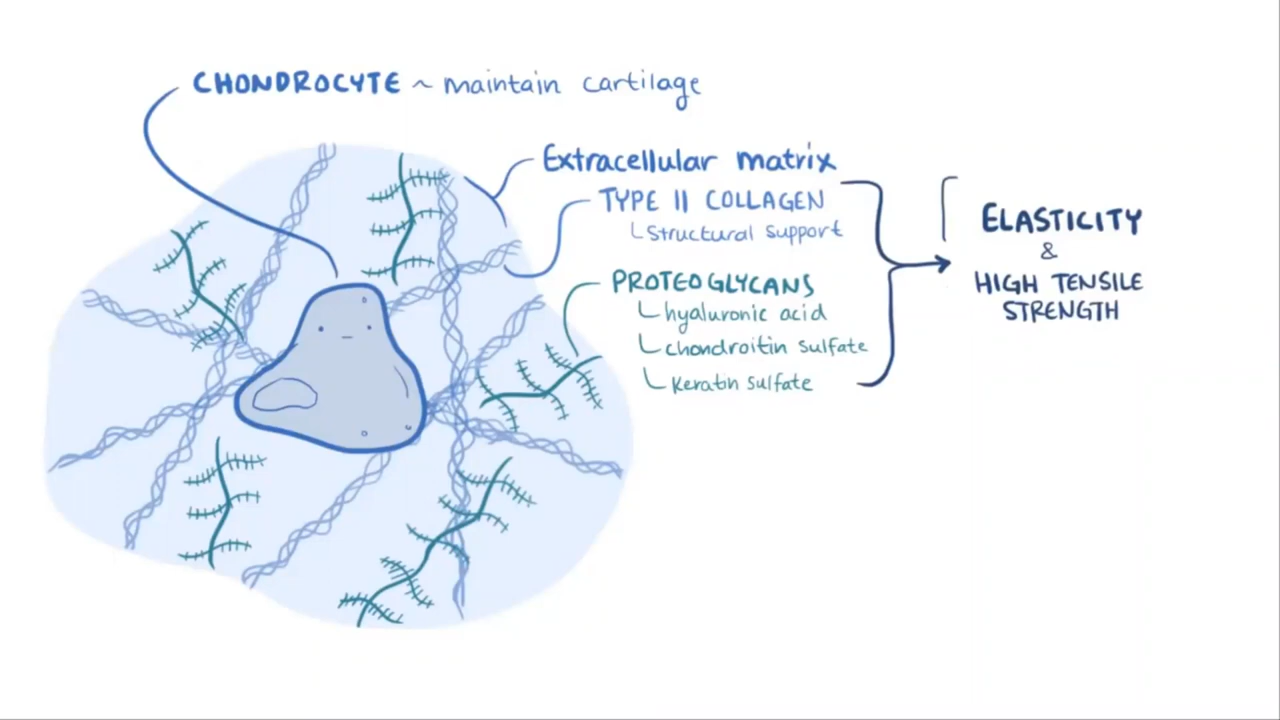 CHONDROCYTE ~ maintain cartilage
Extracellular matrix
TYPE II COLLAGEN
Structural support
PROTEOGLYCANS
hyaluronic acid
chondroitin sulfate
Keratin sulfate
ELASTICITY
&
HIGH TENSILE
STRENGTH